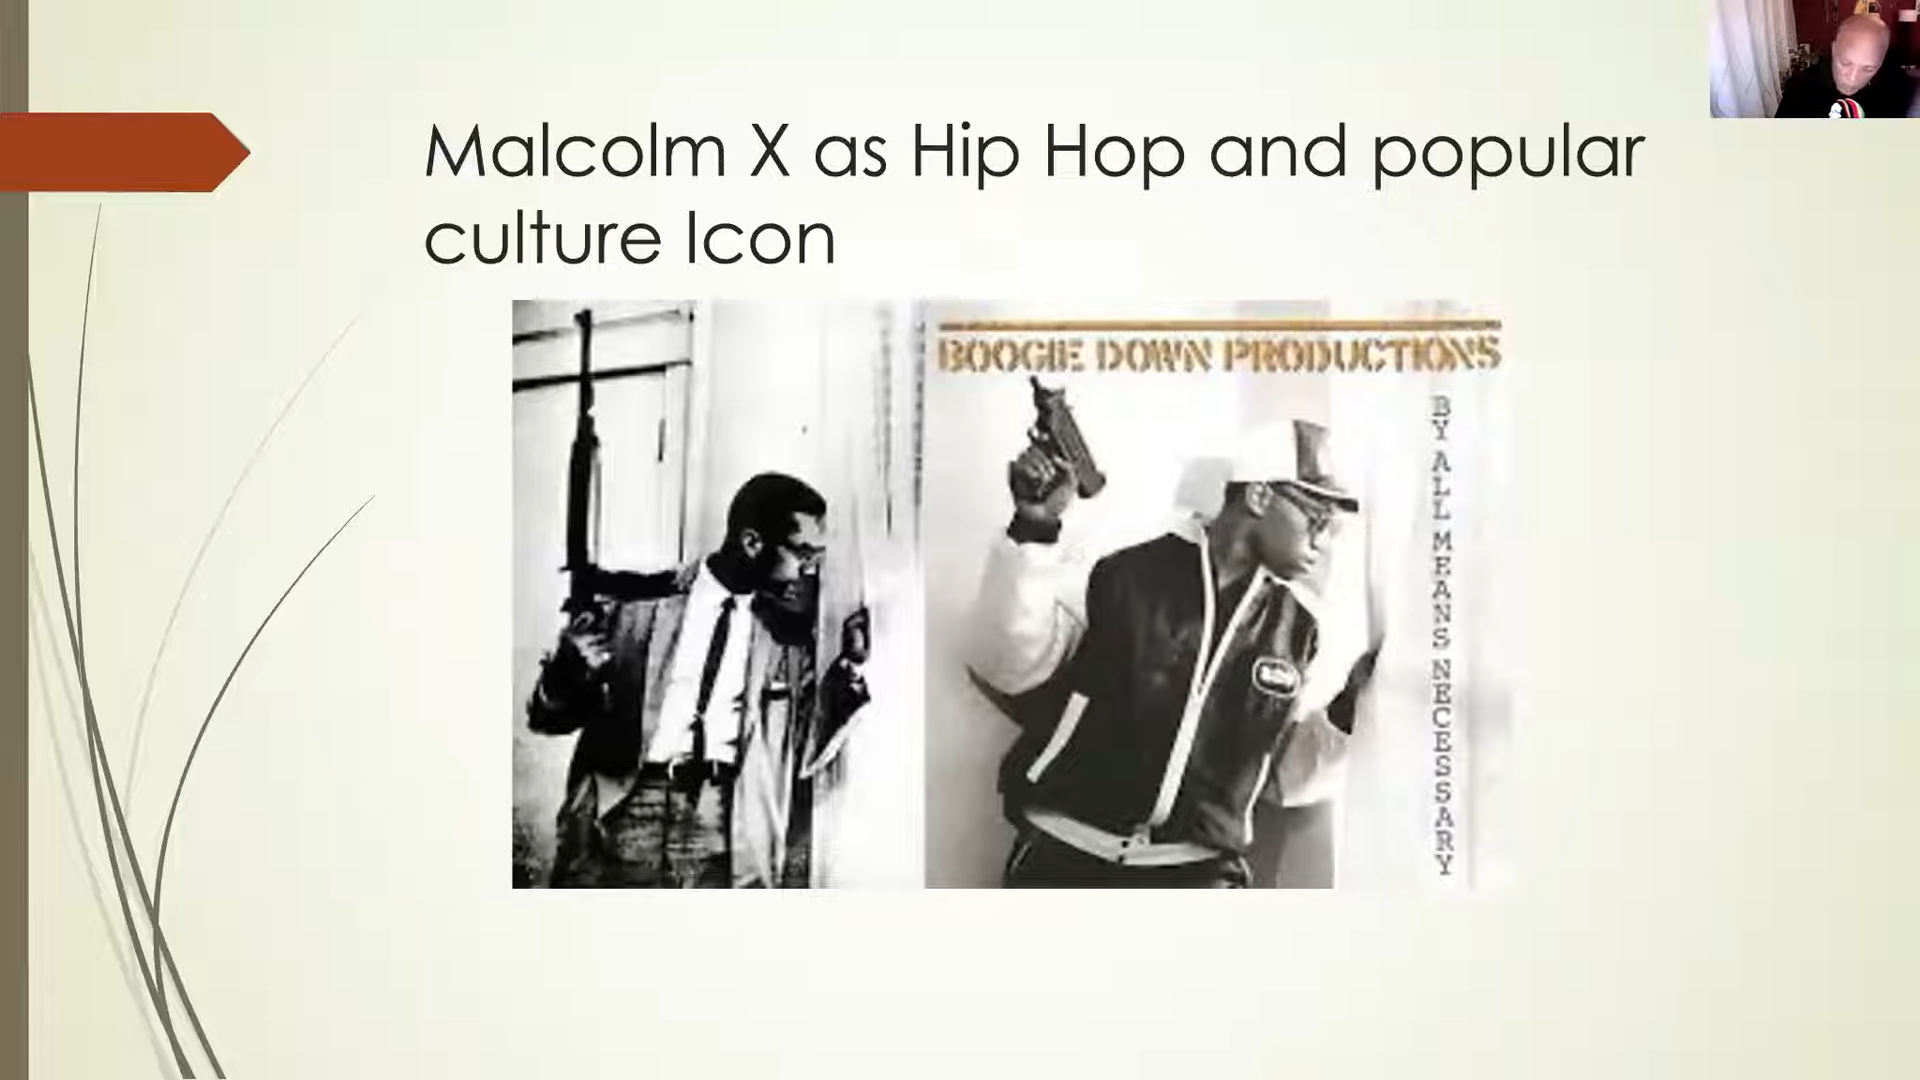 Malcolm X as Hip Hop and popular
culture Icon
BOOGIE DOWN PRODUCTIONS
BY ALL MEANS NECESSARY